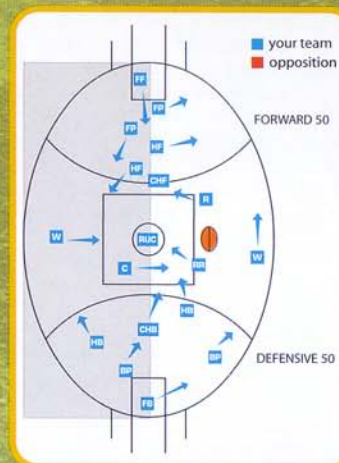 your team
opposition
FF
FP
FORWARD 50
FP
HF
HF
CHF
R
W
RUC
W
C
RR
HB
CHB
HB
BP
DEFENSIVE 50
BP
FB